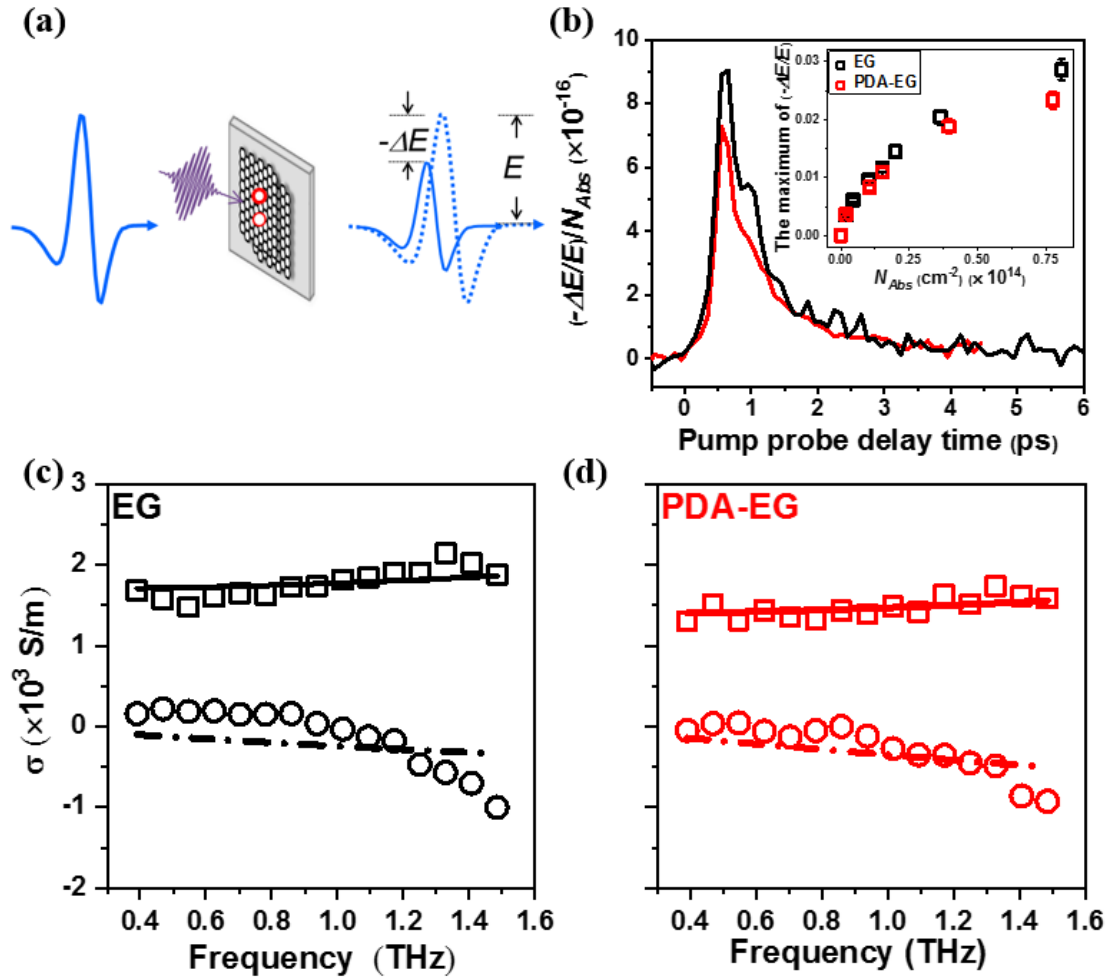 (a)
-ΔE
E
(b)
(-ΔE/E)/N_Abs (×10^-16)
10
8
6
4
2
0
0 1 2 3 4 5 6
Pump probe delay time (ps)
EG
PDA-EG
The maximum of (-ΔE/E)
0.03
0.02
0.01
0.00
0.00 0.25 0.50 0.75
N_Abs (cm^-2) (×10^14)
(c)
EG
σ (×10^3 S/m)
3
2
1
0
-1
-2
0.4 0.6 0.8 1.0 1.2 1.4 1.6
Frequency (THz)
(d)
PDA-EG
0.4 0.6 0.8 1.0 1.2 1.4 1.6
Frequency (THz)